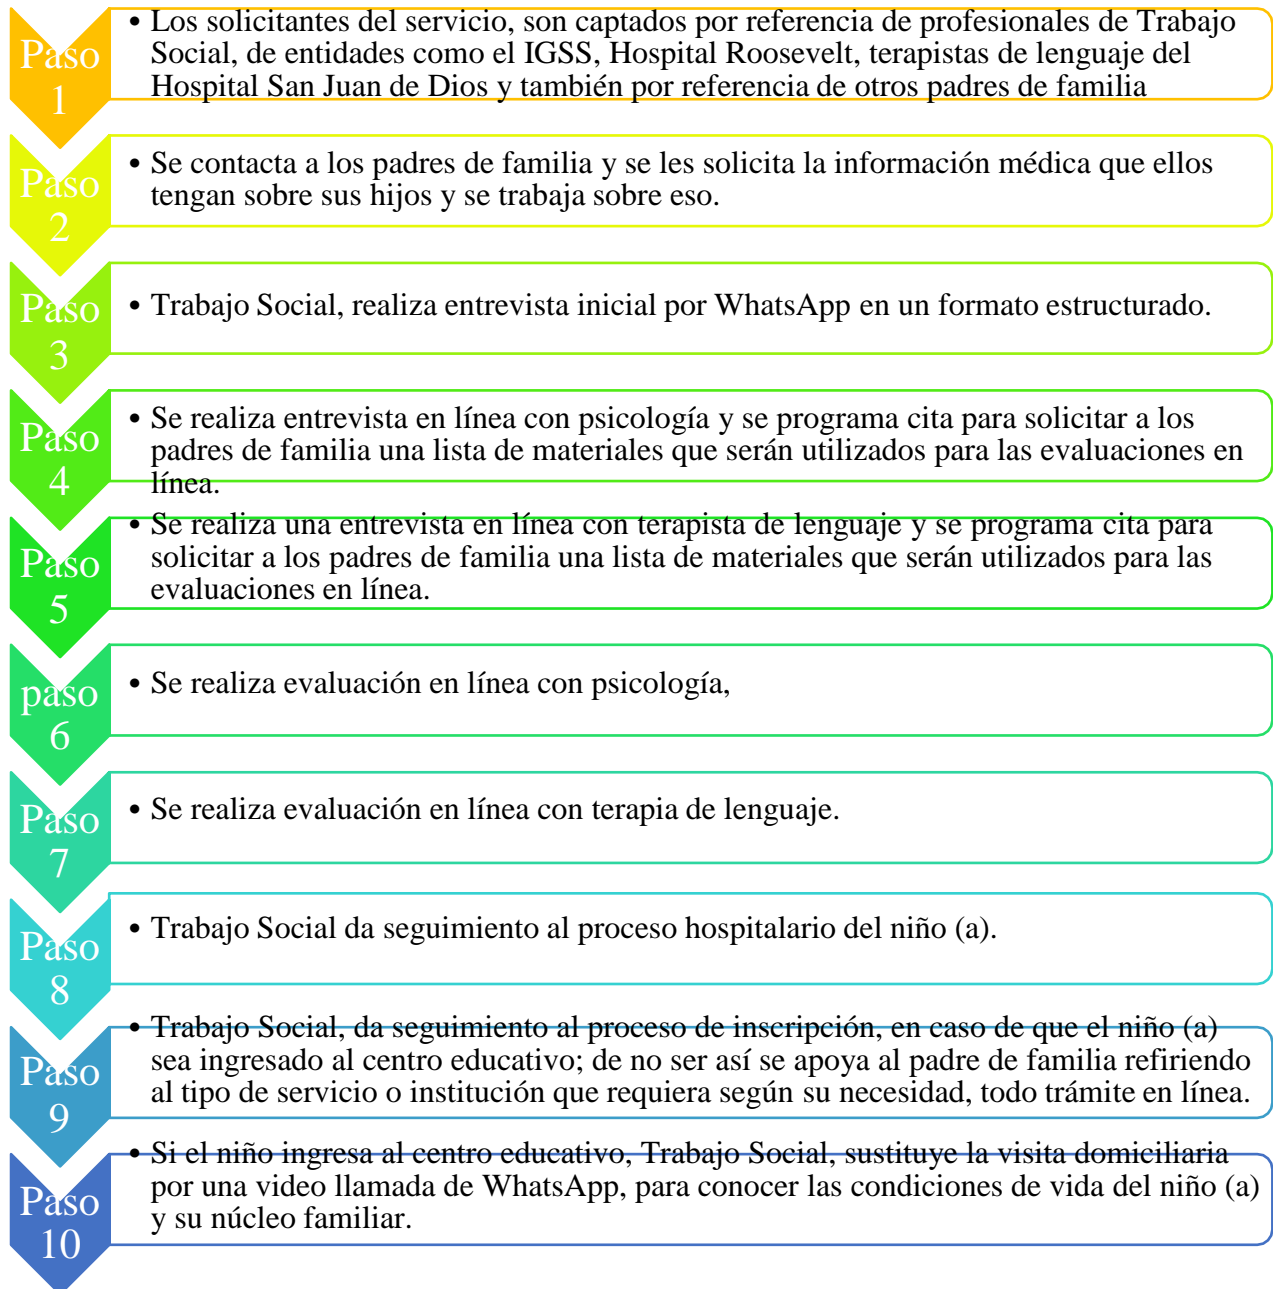 Paso
1
• Los solicitantes del servicio, son captados por referencia de profesionales de Trabajo
Social, de entidades como el IGSS, Hospital Roosevelt, terapistas de lenguaje del
Hospital San Juan de Dios y también por referencia de otros padres de familia
Paso
2
• Se contacta a los padres de familia y se les solicita la información médica que ellos
tengan sobre sus hijos y se trabaja sobre eso.
Paso
3
• Trabajo Social, realiza entrevista inicial por WhatsApp en un formato estructurado.
Paso
4
• Se realiza entrevista en línea con psicología y se programa cita para solicitar a los
padres de familia una lista de materiales que serán utilizados para las evaluaciones en
línea.
Paso
5
• Se realiza una entrevista en línea con terapista de lenguaje y se programa cita para
solicitar a los padres de familia una lista de materiales que serán utilizados para las
evaluaciones en línea.
paso
6
• Se realiza evaluación en línea con psicología,
Paso
7
• Se realiza evaluación en línea con terapia de lenguaje.
Paso
8
• Trabajo Social da seguimiento al proceso hospitalario del niño (a).
Paso
9
• Trabajo Social, da seguimiento al proceso de inscripción, en caso de que el niño (a)
sea ingresado al centro educativo; de no ser así se apoya al padre de familia refiriendo
al tipo de servicio o institución que requiera según su necesidad, todo trámite en línea.
Paso
10
• Si el niño ingresa al centro educativo, Trabajo Social, sustituye la visita domiciliaria
por una video llamada de WhatsApp, para conocer las condiciones de vida del niño (a)
y su núcleo familiar.